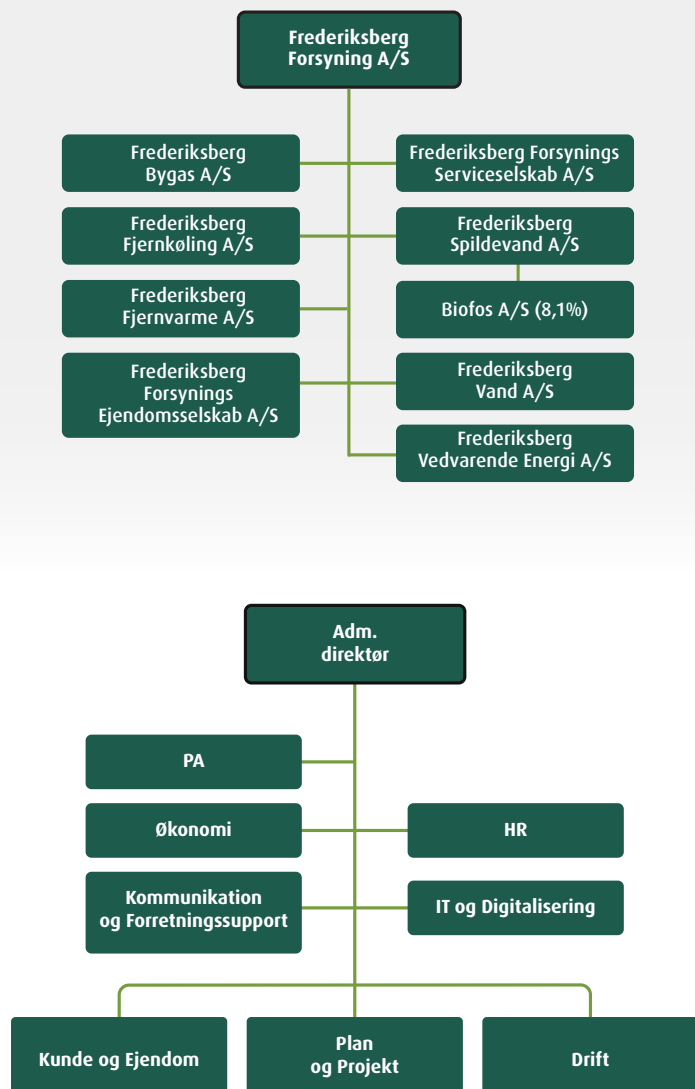 Frederiksberg
Forsyning A/S
Frederiksberg
Bygas A/S
Frederiksberg Forsynings
Serviceselskab A/S
Frederiksberg
Fjernkøling A/S
Frederiksberg
Spildevand A/S
Frederiksberg
Fjernvarme A/S
Biofos A/S (8,1%)
Frederiksberg
Forsynings
Ejendomsselskab A/S
Frederiksberg
Vand A/S
Frederiksberg
Vedvarende Energi A/S
Adm.
direktør
PA
Økonomi
HR
Kommunikation
og Forretningssupport
IT og Digitalisering
Kunde og Ejendom
Plan
og Projekt
Drift